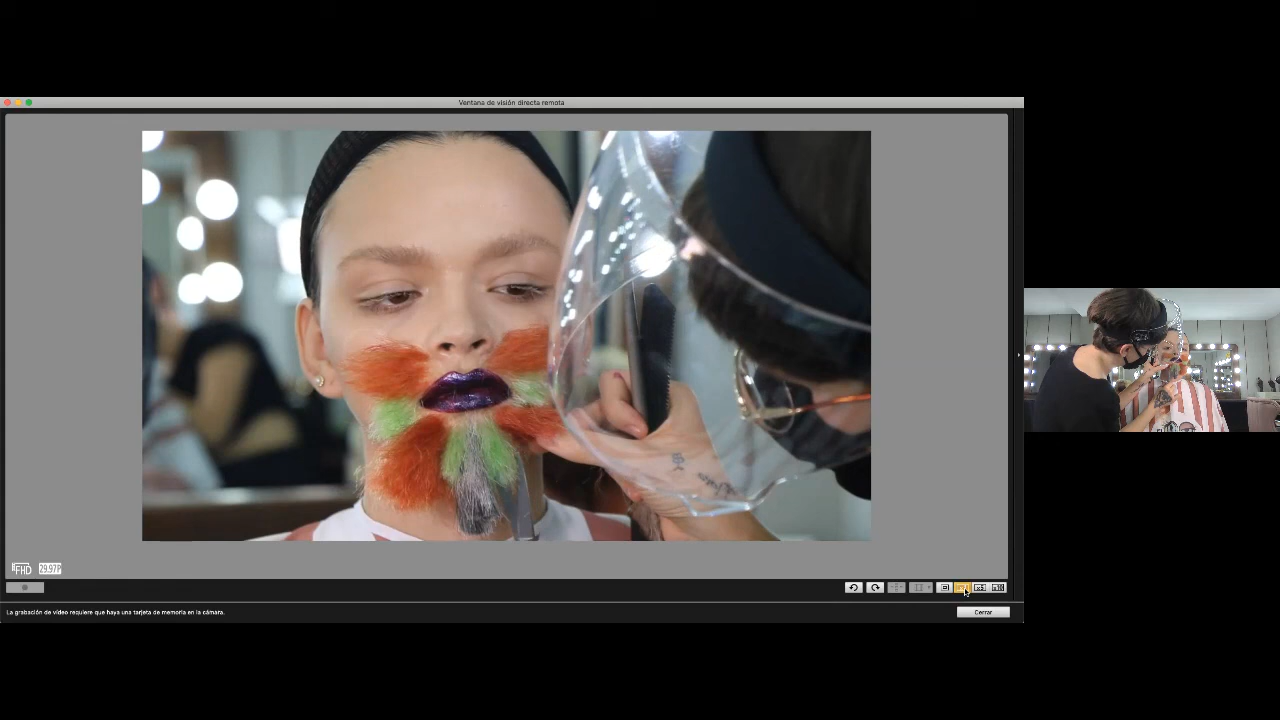 Ventana de visión directa remota
FHD 29.97P
La grabación de vídeo requiere que haya una tarjeta de memoria en la cámara.
Cerrar